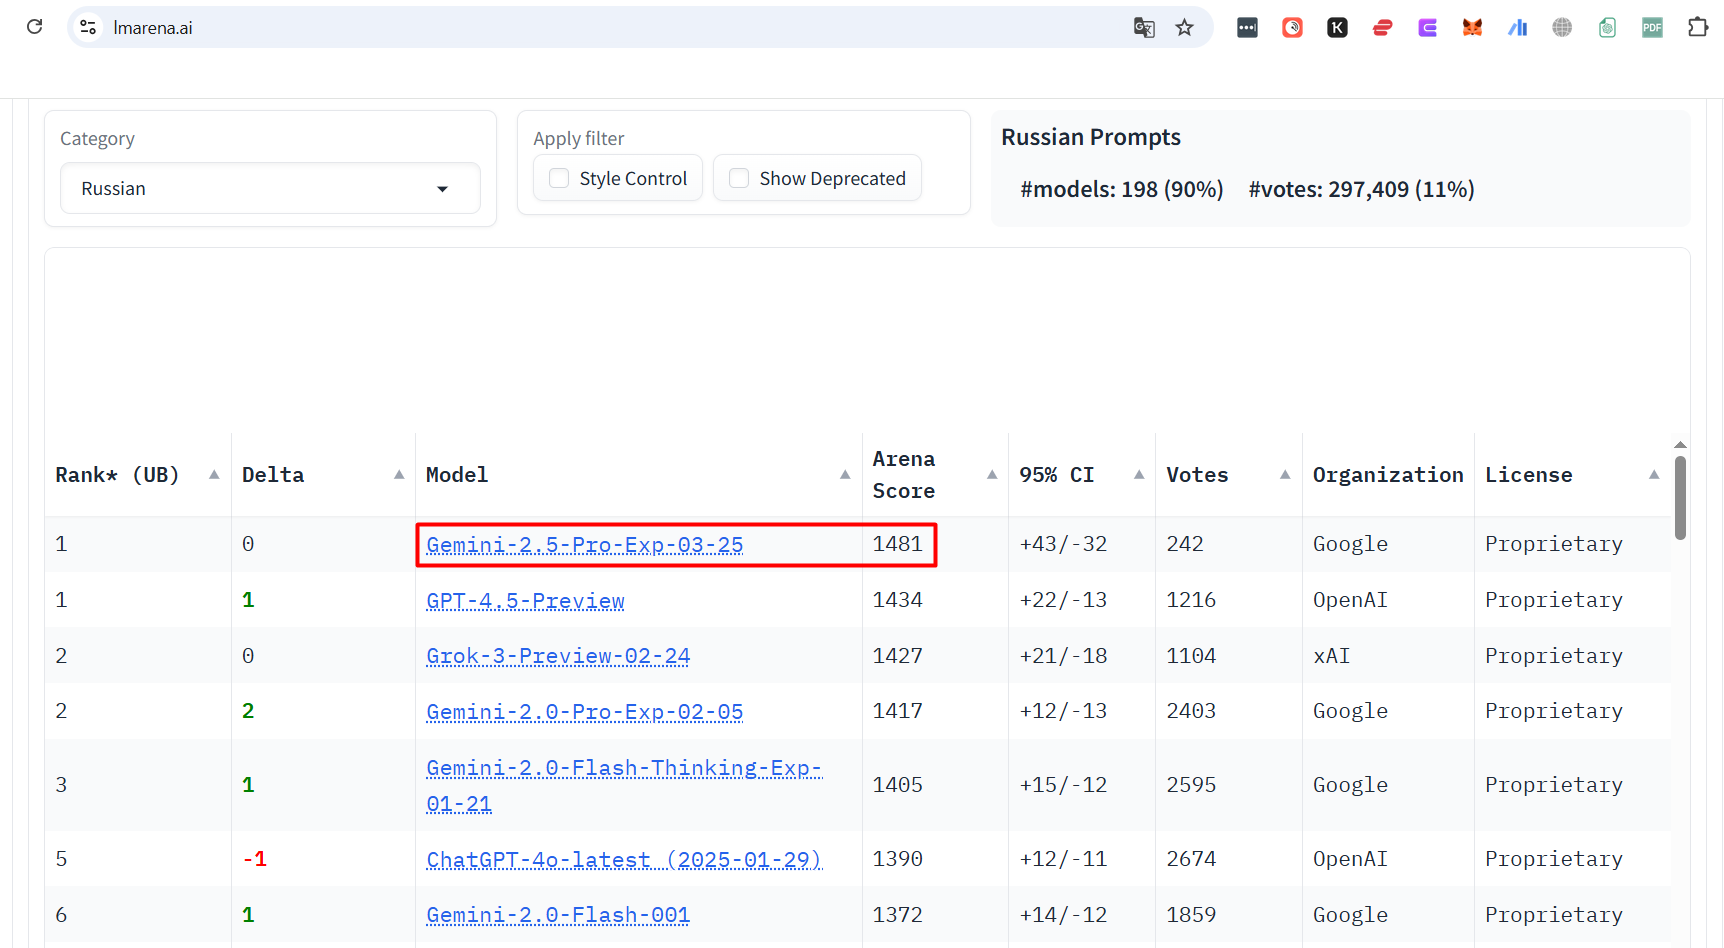 lmarena.ai
Category
Russian
Apply filter
Style Control
Show Deprecated
Russian Prompts
#models: 198 (90%) #votes: 297,409 (11%)
Rank* (UB) Delta Model Arena Score 95% CI Votes Organization License
1 0 Gemini-2.5-Pro-Exp-03-25 1481 +43/-32 242 Google Proprietary
1 1 GPT-4.5-Preview 1434 +22/-13 1216 OpenAI Proprietary
2 0 Grok-3-Preview-02-24 1427 +21/-18 1104 xAI Proprietary
2 2 Gemini-2.0-Pro-Exp-02-05 1417 +12/-13 2403 Google Proprietary
3 1 Gemini-2.0-Flash-Thinking-Exp-01-21 1405 +15/-12 2595 Google Proprietary
5 -1 ChatGPT-4o-latest (2025-01-29) 1390 +12/-11 2674 OpenAI Proprietary
6 1 Gemini-2.0-Flash-001 1372 +14/-12 1859 Google Proprietary